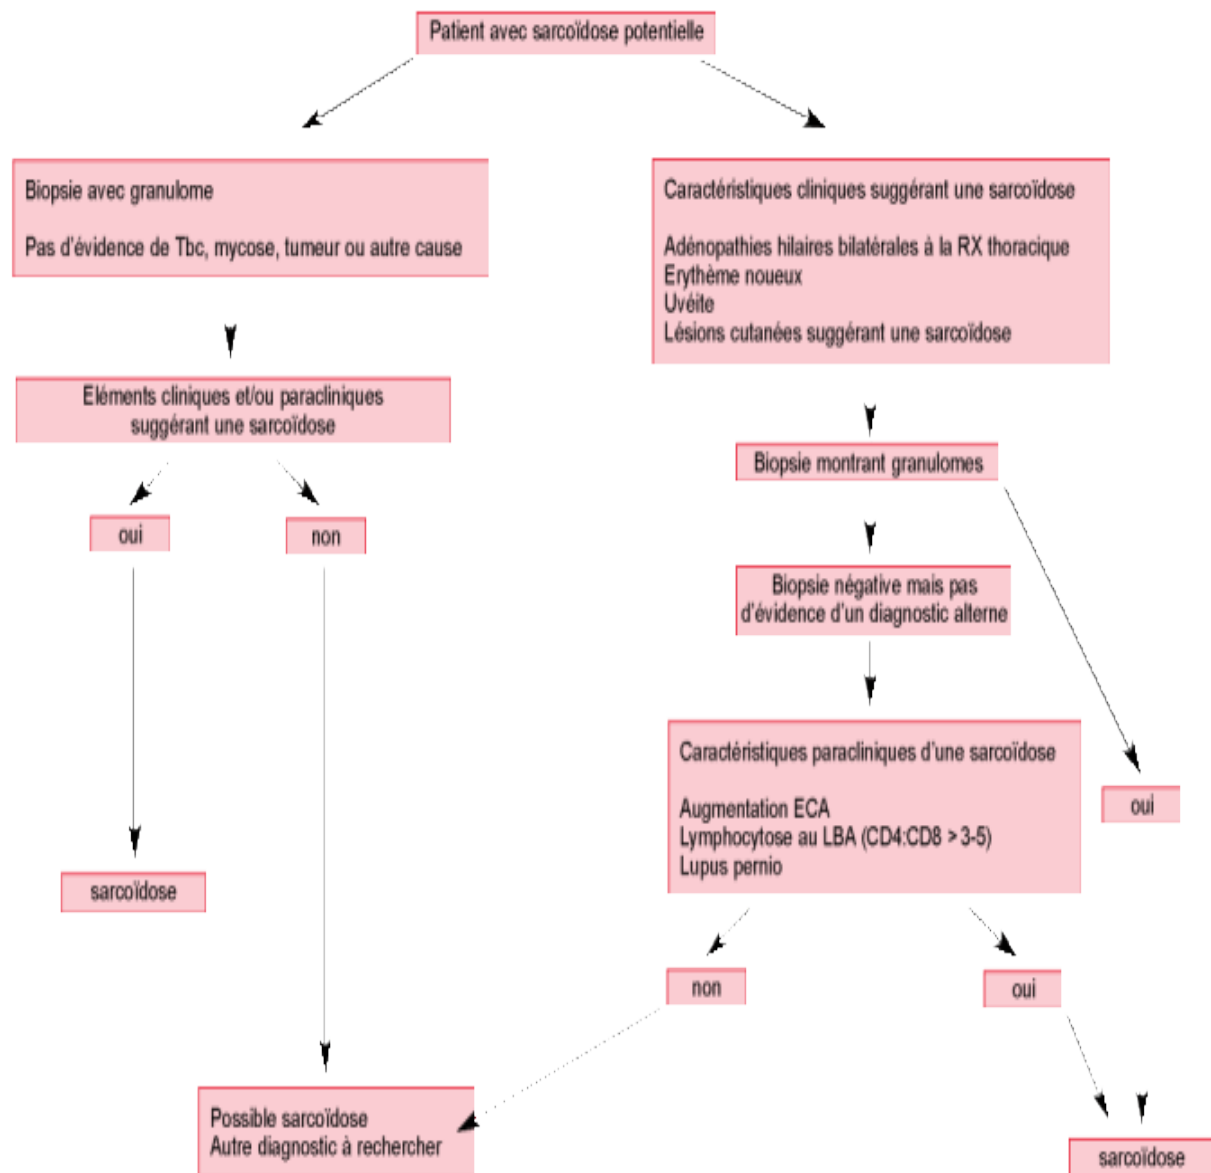 Patient avec sarcoïdose potentielle
Biopsie avec granulome
Pas d'évidence de Tbc, mycose, tumeur ou autre cause
Caractéristiques cliniques suggérant une sarcoïdose
Adénopathies hilaires bilatérales à la RX thoracique
Erythème noueux
Uvéite
Lésions cutanées suggérant une sarcoïdose
Eléments cliniques et/ou paracliniques
suggérant une sarcoïdose
Biopsie montrant granulomes
oui
non
Biopsie négative mais pas
d'évidence d'un diagnostic alterne
Caractéristiques paracliniques d'une sarcoïdose
Augmentation ECA
Lymphocytose au LBA (CD4:CD8 > 3-5)
Lupus pernio
oui
sarcoïdose
non
oui
Possible sarcoïdose
Autre diagnostic à rechercher
sarcoïdose